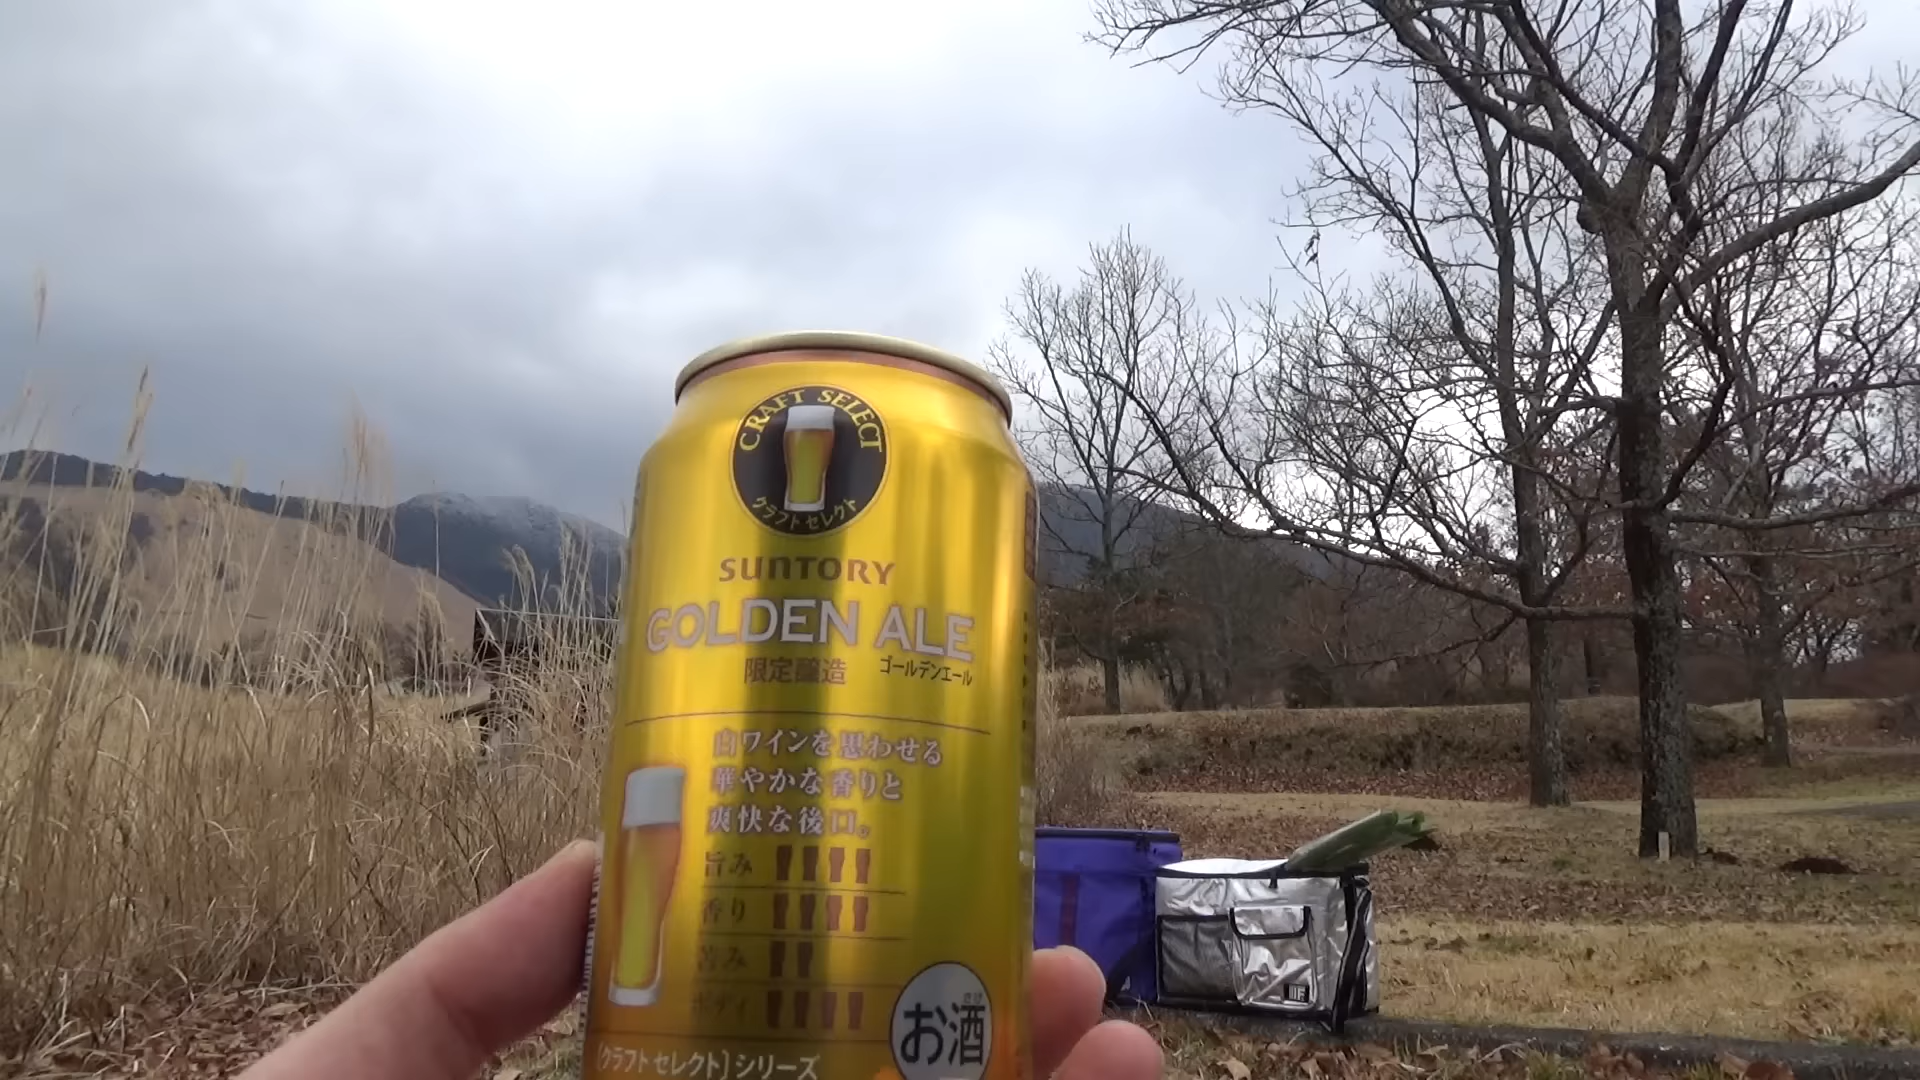 CRAFT SELECT
クラフトセレクト
SUNTORY
GOLDEN ALE
限定醸造 ゴールデンエール
白ワインを思わせる
華やかな香りと
爽快な後口。
旨み
香り
苦み
ボディ
お酒
さけ
[クラフトセレクト]シリーズ